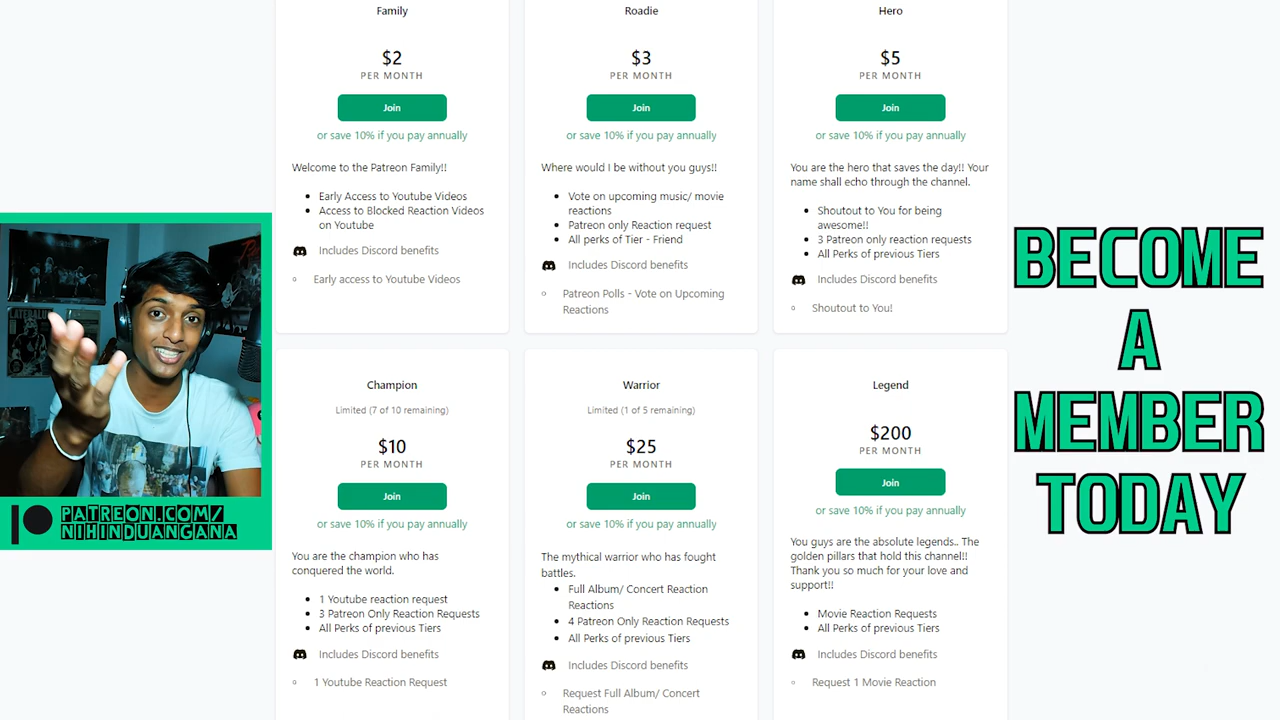 Family
$2
PER MONTH
Join
or save 10% if you pay annually
Welcome to the Patreon Family!!
Early Access to Youtube Videos
Access to Blocked Reaction Videos
on Youtube
Includes Discord benefits
Early access to Youtube Videos
Roadie
$3
PER MONTH
Join
or save 10% if you pay annually
Where would I be without you guys!!
Vote on upcoming music/ movie
reactions
Patreon only Reaction request
All perks of Tier - Friend
Includes Discord benefits
Patreon Polls - Vote on Upcoming
Reactions
Hero
$5
PER MONTH
Join
or save 10% if you pay annually
You are the hero that saves the day!! Your
name shall echo through the channel.
Shoutout to You for being
awesome!!
3 Patreon only reaction requests
All Perks of previous Tiers
Includes Discord benefits
Shoutout to You!
Champion
Limited (7 of 10 remaining)
$10
PER MONTH
Join
or save 10% if you pay annually
You are the champion who has
conquered the world.
1 Youtube reaction request
3 Patreon Only Reaction Requests
All Perks of previous Tiers
Includes Discord benefits
1 Youtube Reaction Request
Warrior
Limited (1 of 5 remaining)
$25
PER MONTH
Join
or save 10% if you pay annually
The mythical warrior who has fought
battles.
Full Album/ Concert Reaction
Reactions
4 Patreon Only Reaction Requests
All Perks of previous Tiers
Includes Discord benefits
Request Full Album/ Concert
Reactions
Legend
$200
PER MONTH
Join
or save 10% if you pay annually
You guys are the absolute legends.. The
golden pillars that hold this channel!!
Thank you so much for your love and
support!!
Movie Reaction Requests
All Perks of previous Tiers
Includes Discord benefits
Request 1 Movie Reaction
LATERALUS
PATREON.COM/
NIHINDUANGANA
BECOME
A
MEMBER
TODAY